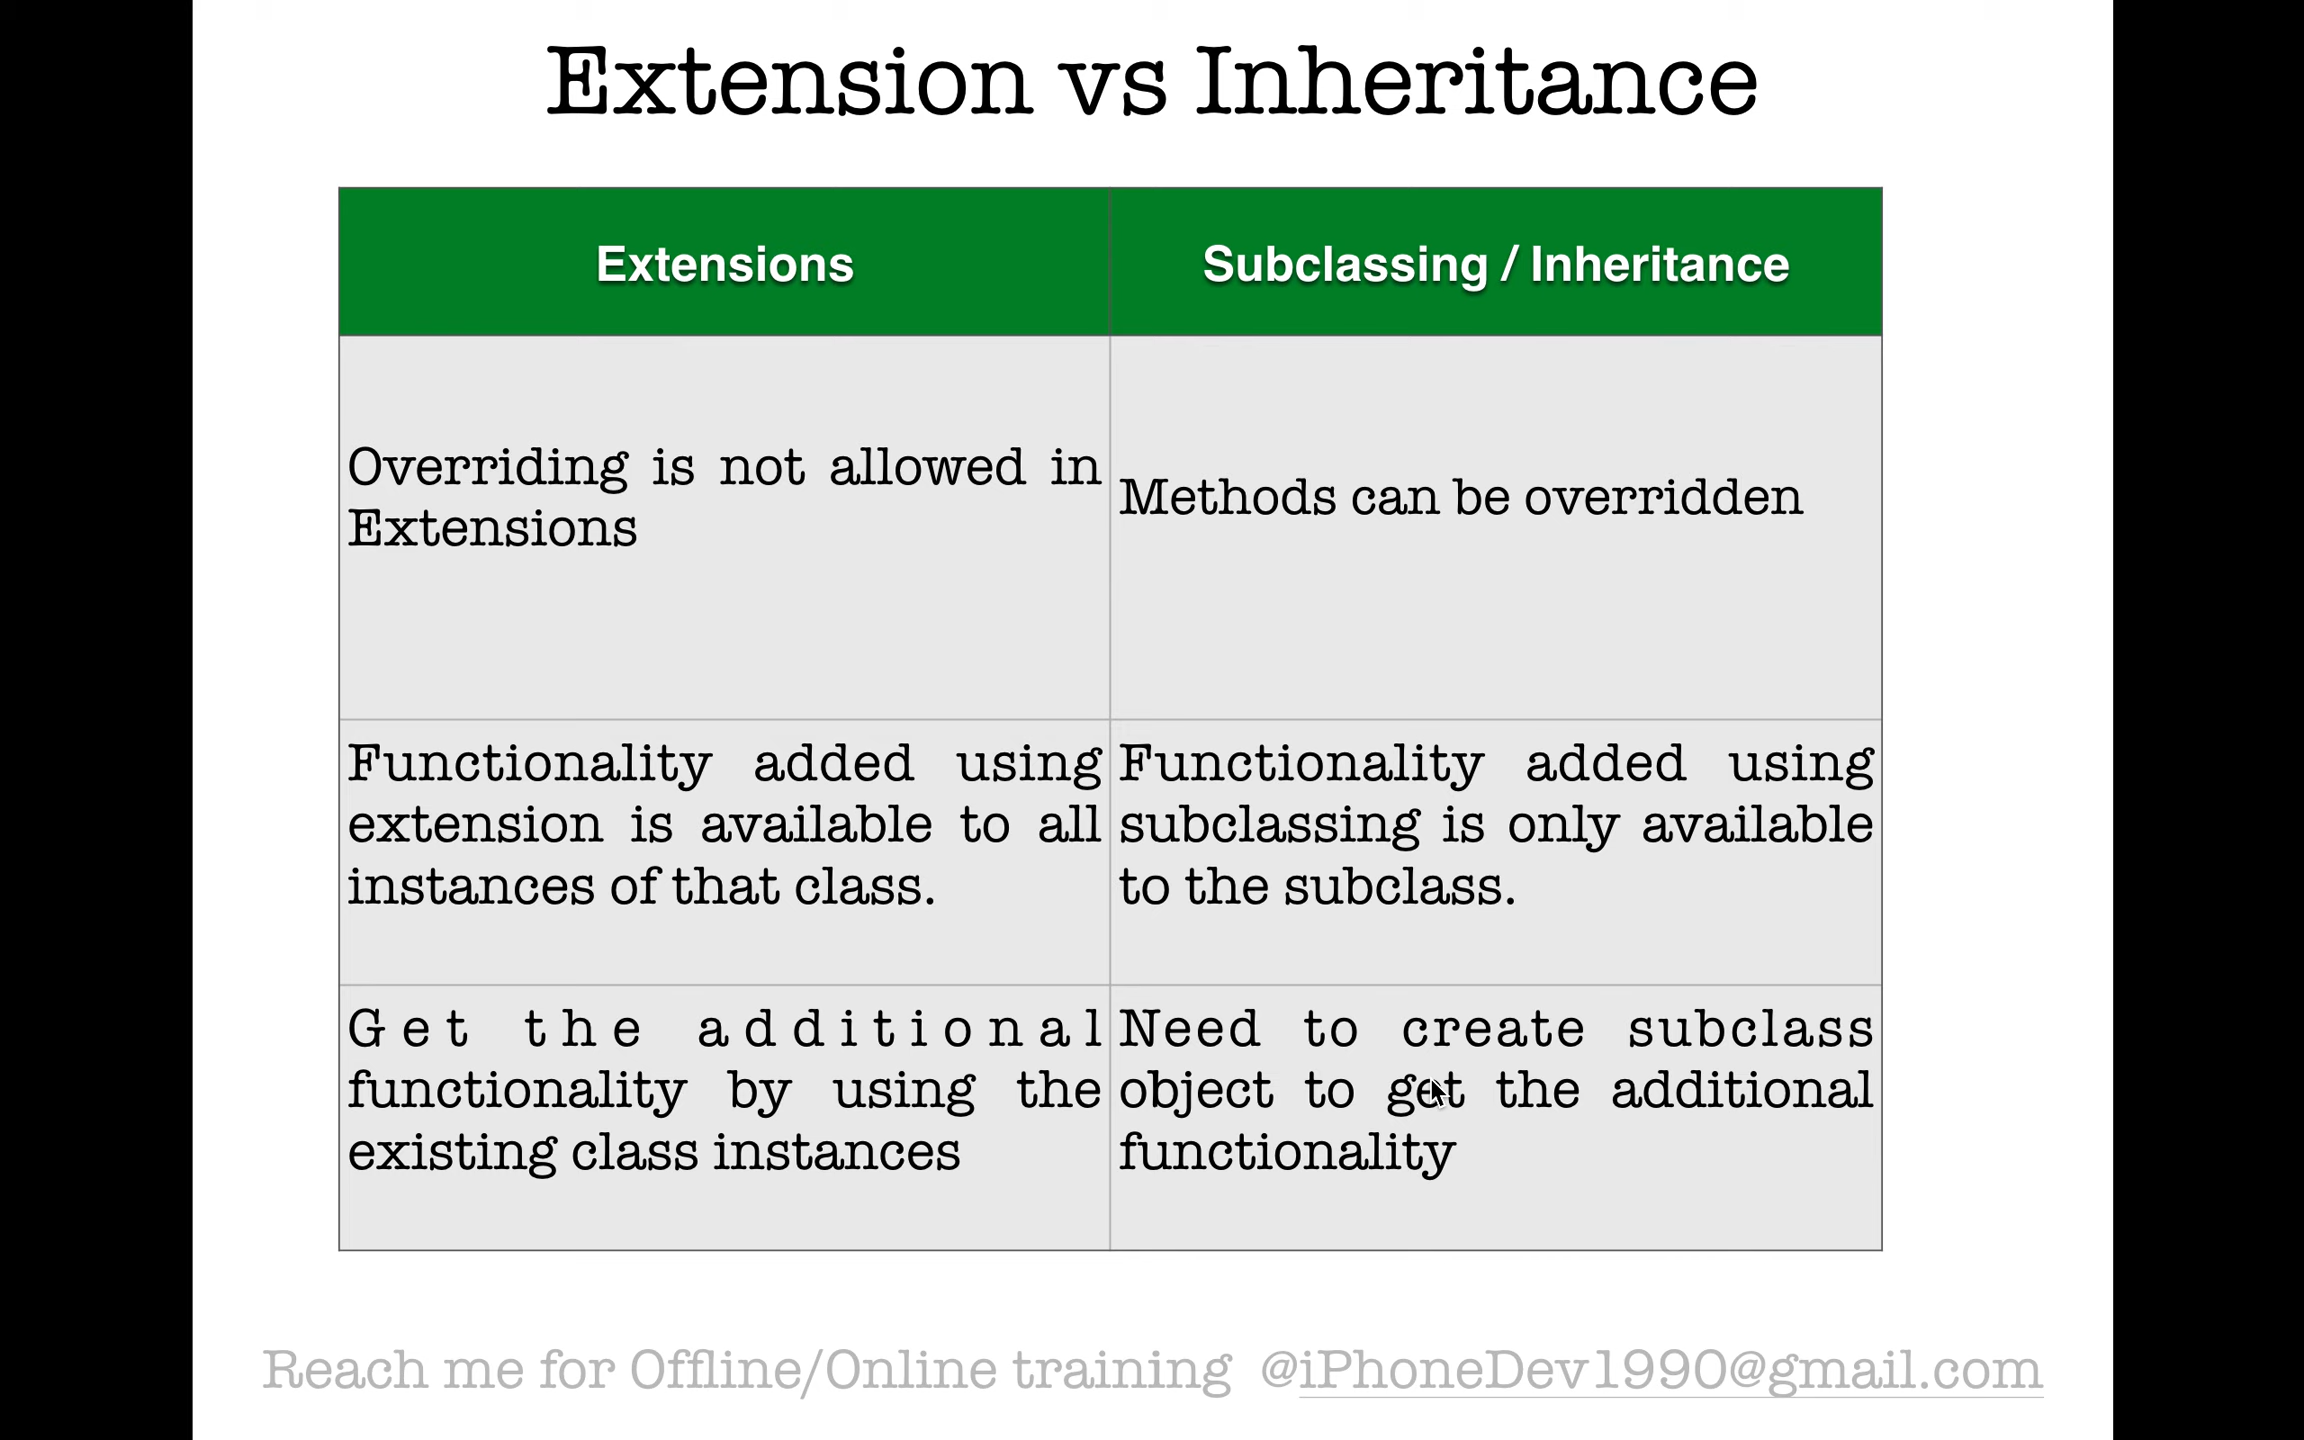 Extension vs Inheritance
Extensions
Subclassing / Inheritance
Overriding is not allowed in
Extensions
Methods can be overridden
Functionality added using
extension is available to all
instances of that class.
Functionality added using
subclassing is only available
to the subclass.
Get the additional
functionality by using the
existing class instances
Need to create subclass
object to get the additional
functionality
Reach me for Offline/Online training @iPhoneDev1990@gmail.com